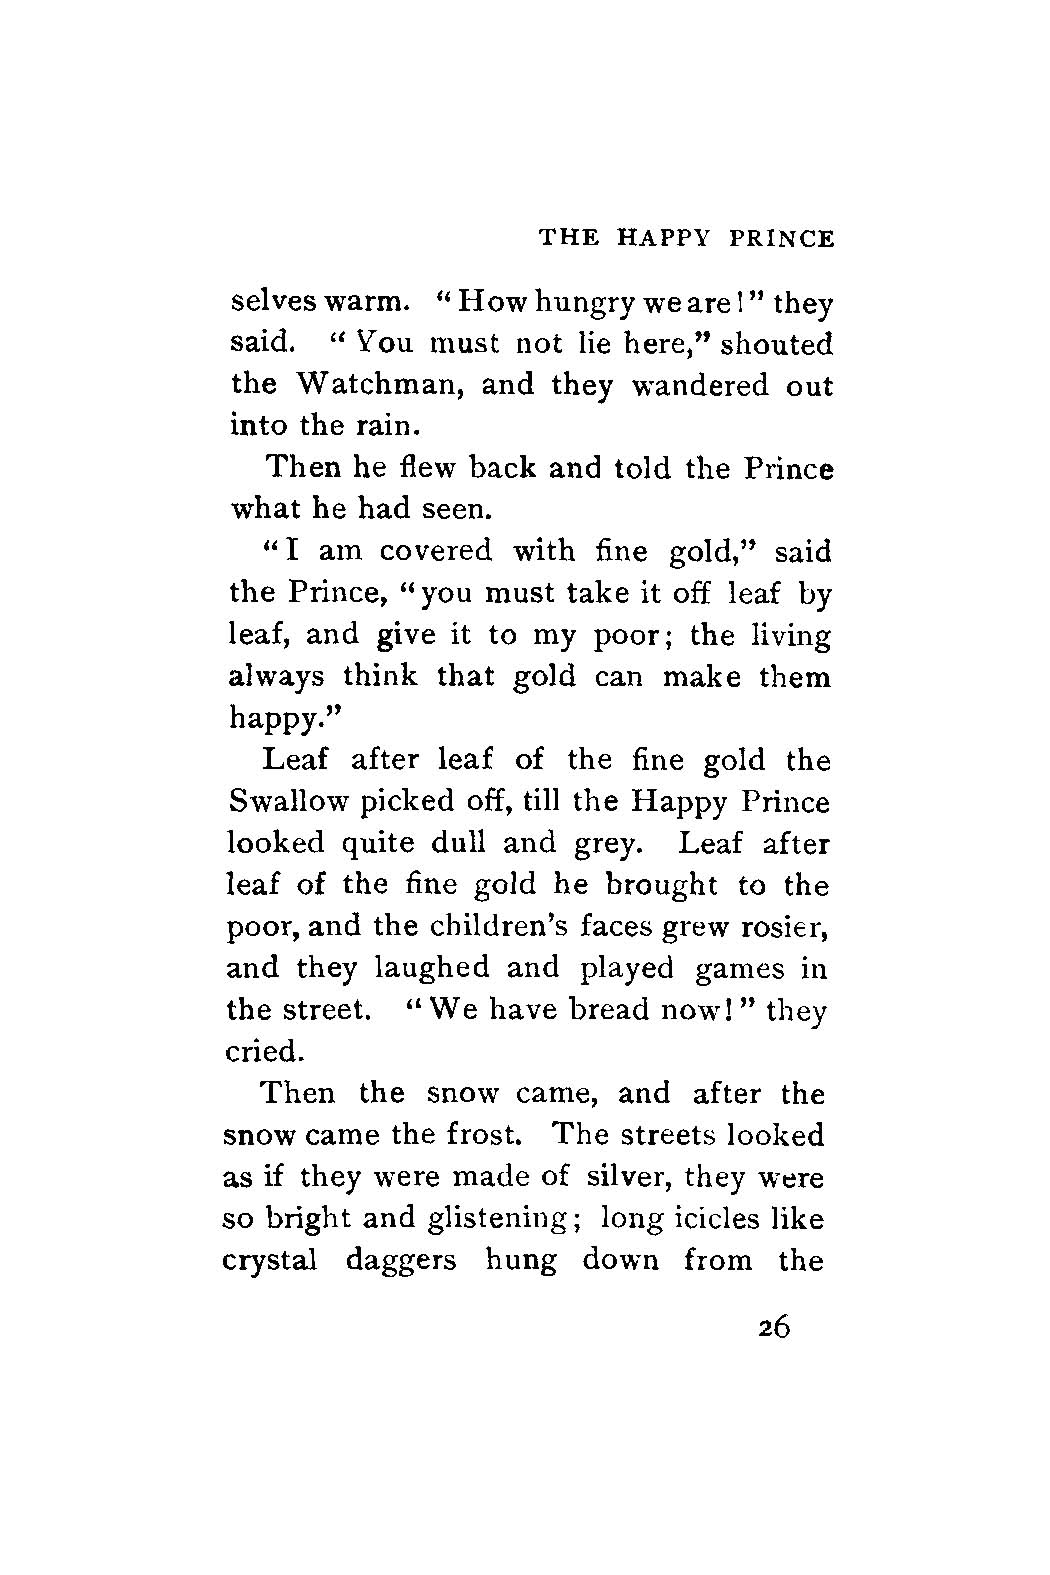 THE HAPPY PRINCE
selves warm. “ How hungry we are ! ” they
said. “ You must not lie here,” shouted
the Watchman, and they wandered out
into the rain.
Then he flew back and told the Prince
what he had seen.
“ I am covered with fine gold,” said
the Prince, “ you must take it off leaf by
leaf, and give it to my poor ; the living
always think that gold can make them
happy.”
Leaf after leaf of the fine gold the
Swallow picked off, till the Happy Prince
looked quite dull and grey. Leaf after
leaf of the fine gold he brought to the
poor, and the children’s faces grew rosier,
and they laughed and played games in
the street. “ We have bread now ! ” they
cried.
Then the snow came, and after the
snow came the frost. The streets looked
as if they were made of silver, they were
so bright and glistening ; long icicles like
crystal daggers hung down from the
26